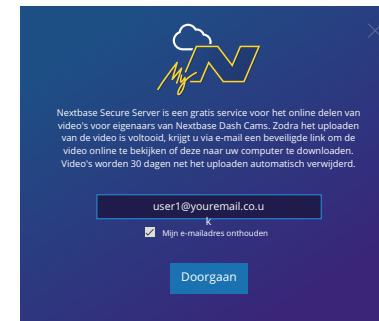 My N
Nextbase Secure Server is een gratis service voor het online delen van
video's voor eigenaars van Nextbase Dash Cams. Zodra het uploaden
van de video is voltooid, krijgt u via e-mail een beveiligde link om de
video online te bekijken of deze naar uw computer te downloaden.
Video's worden 30 dagen net het uploaden automatisch verwijderd.
user1@youremail.co.u
k
Mijn e-mailadres onthouden
Doorgaan